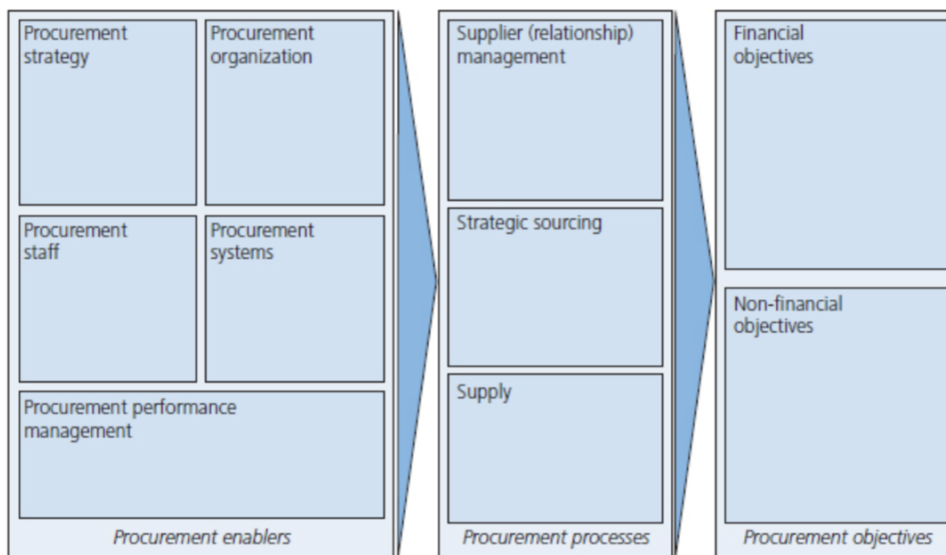 Procurement
strategy
Procurement
organization
Procurement
staff
Procurement
systems
Procurement performance
management
Procurement enablers
Supplier (relationship)
management
Strategic sourcing
Supply
Procurement processes
Financial
objectives
Non-financial
objectives
Procurement objectives